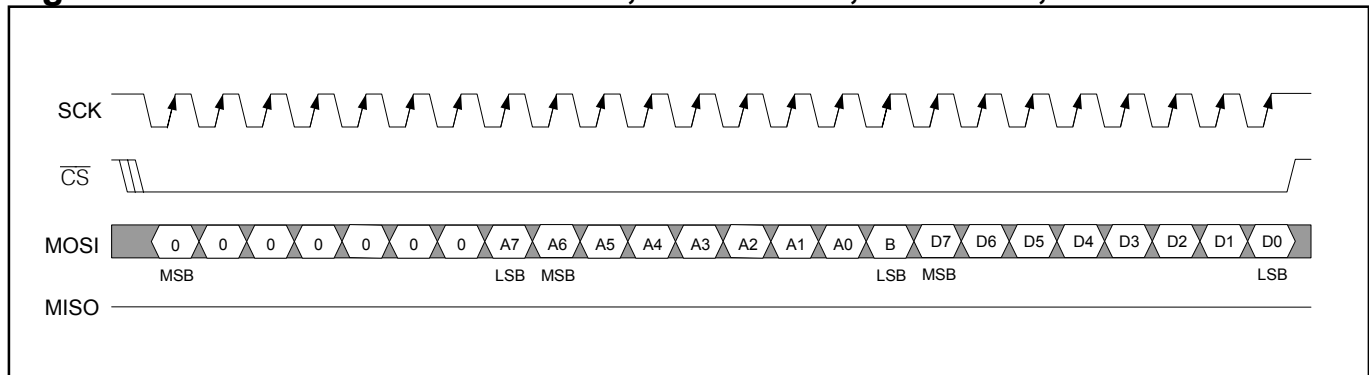 SCK
CS
MOSI 0 0 0 0 0 0 0 A7 A6 A5 A4 A3 A2 A1 A0 B D7 D6 D5 D4 D3 D2 D1 D0
MSB LSB MSB LSB MSB LSB
MISO